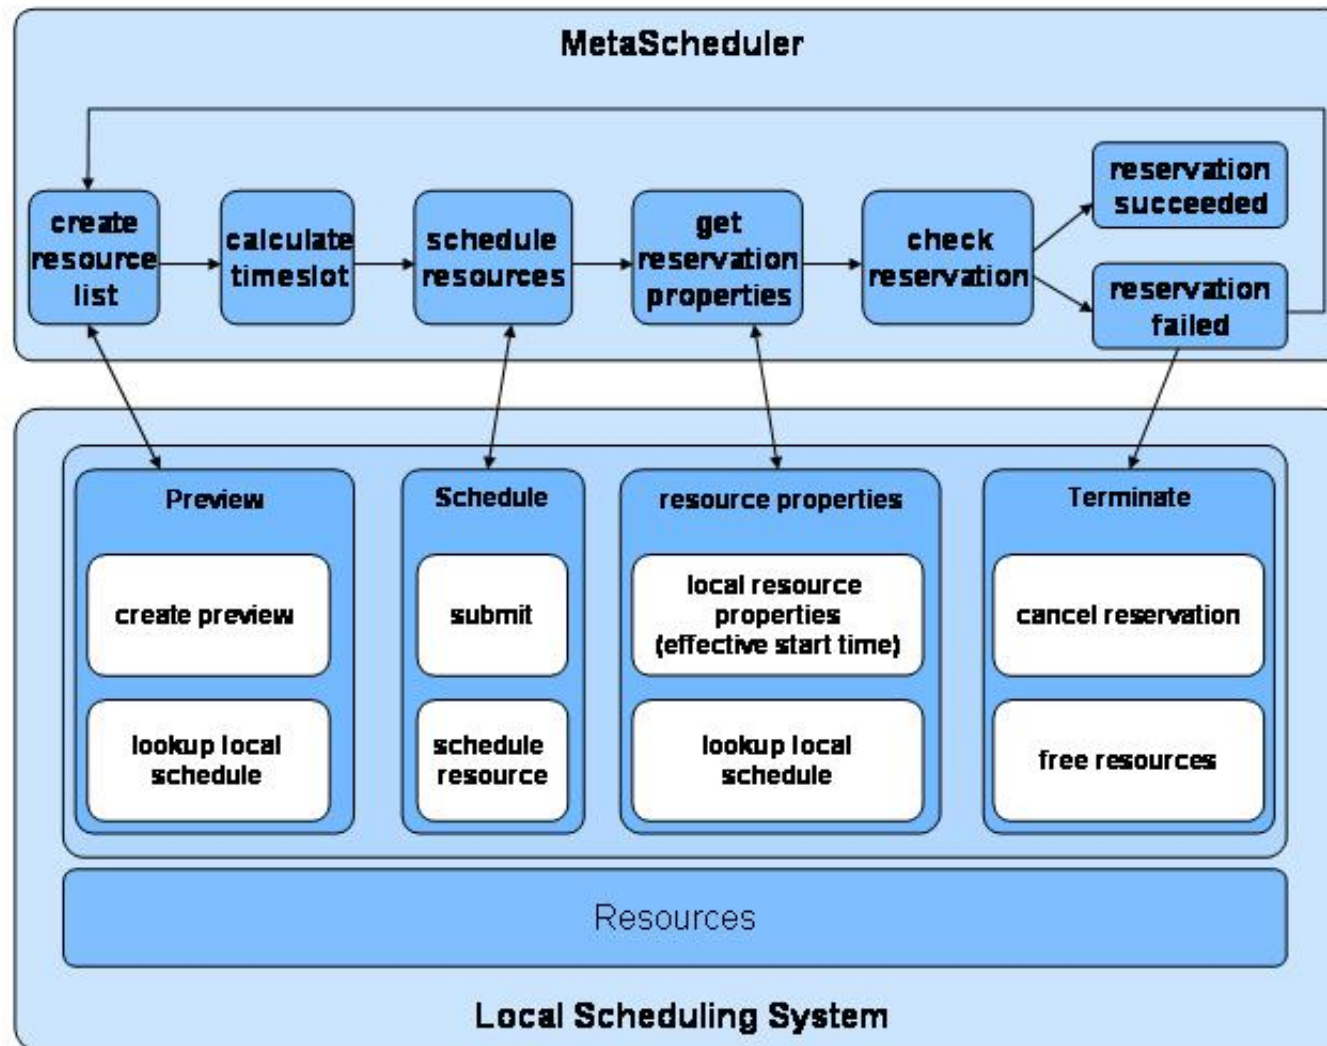 MetaScheduler
create
resource
list
calculate
timeslot
schedule
resources
get
reservation
properties
check
reservation
reservation
succeeded
reservation
failed
Preview
create preview
lookup local
schedule
Schedule
submit
schedule
resource
resource properties
local resource
properties
(effective start time)
lookup local
schedule
Terminate
cancel reservation
free resources
Resources
Local Scheduling System